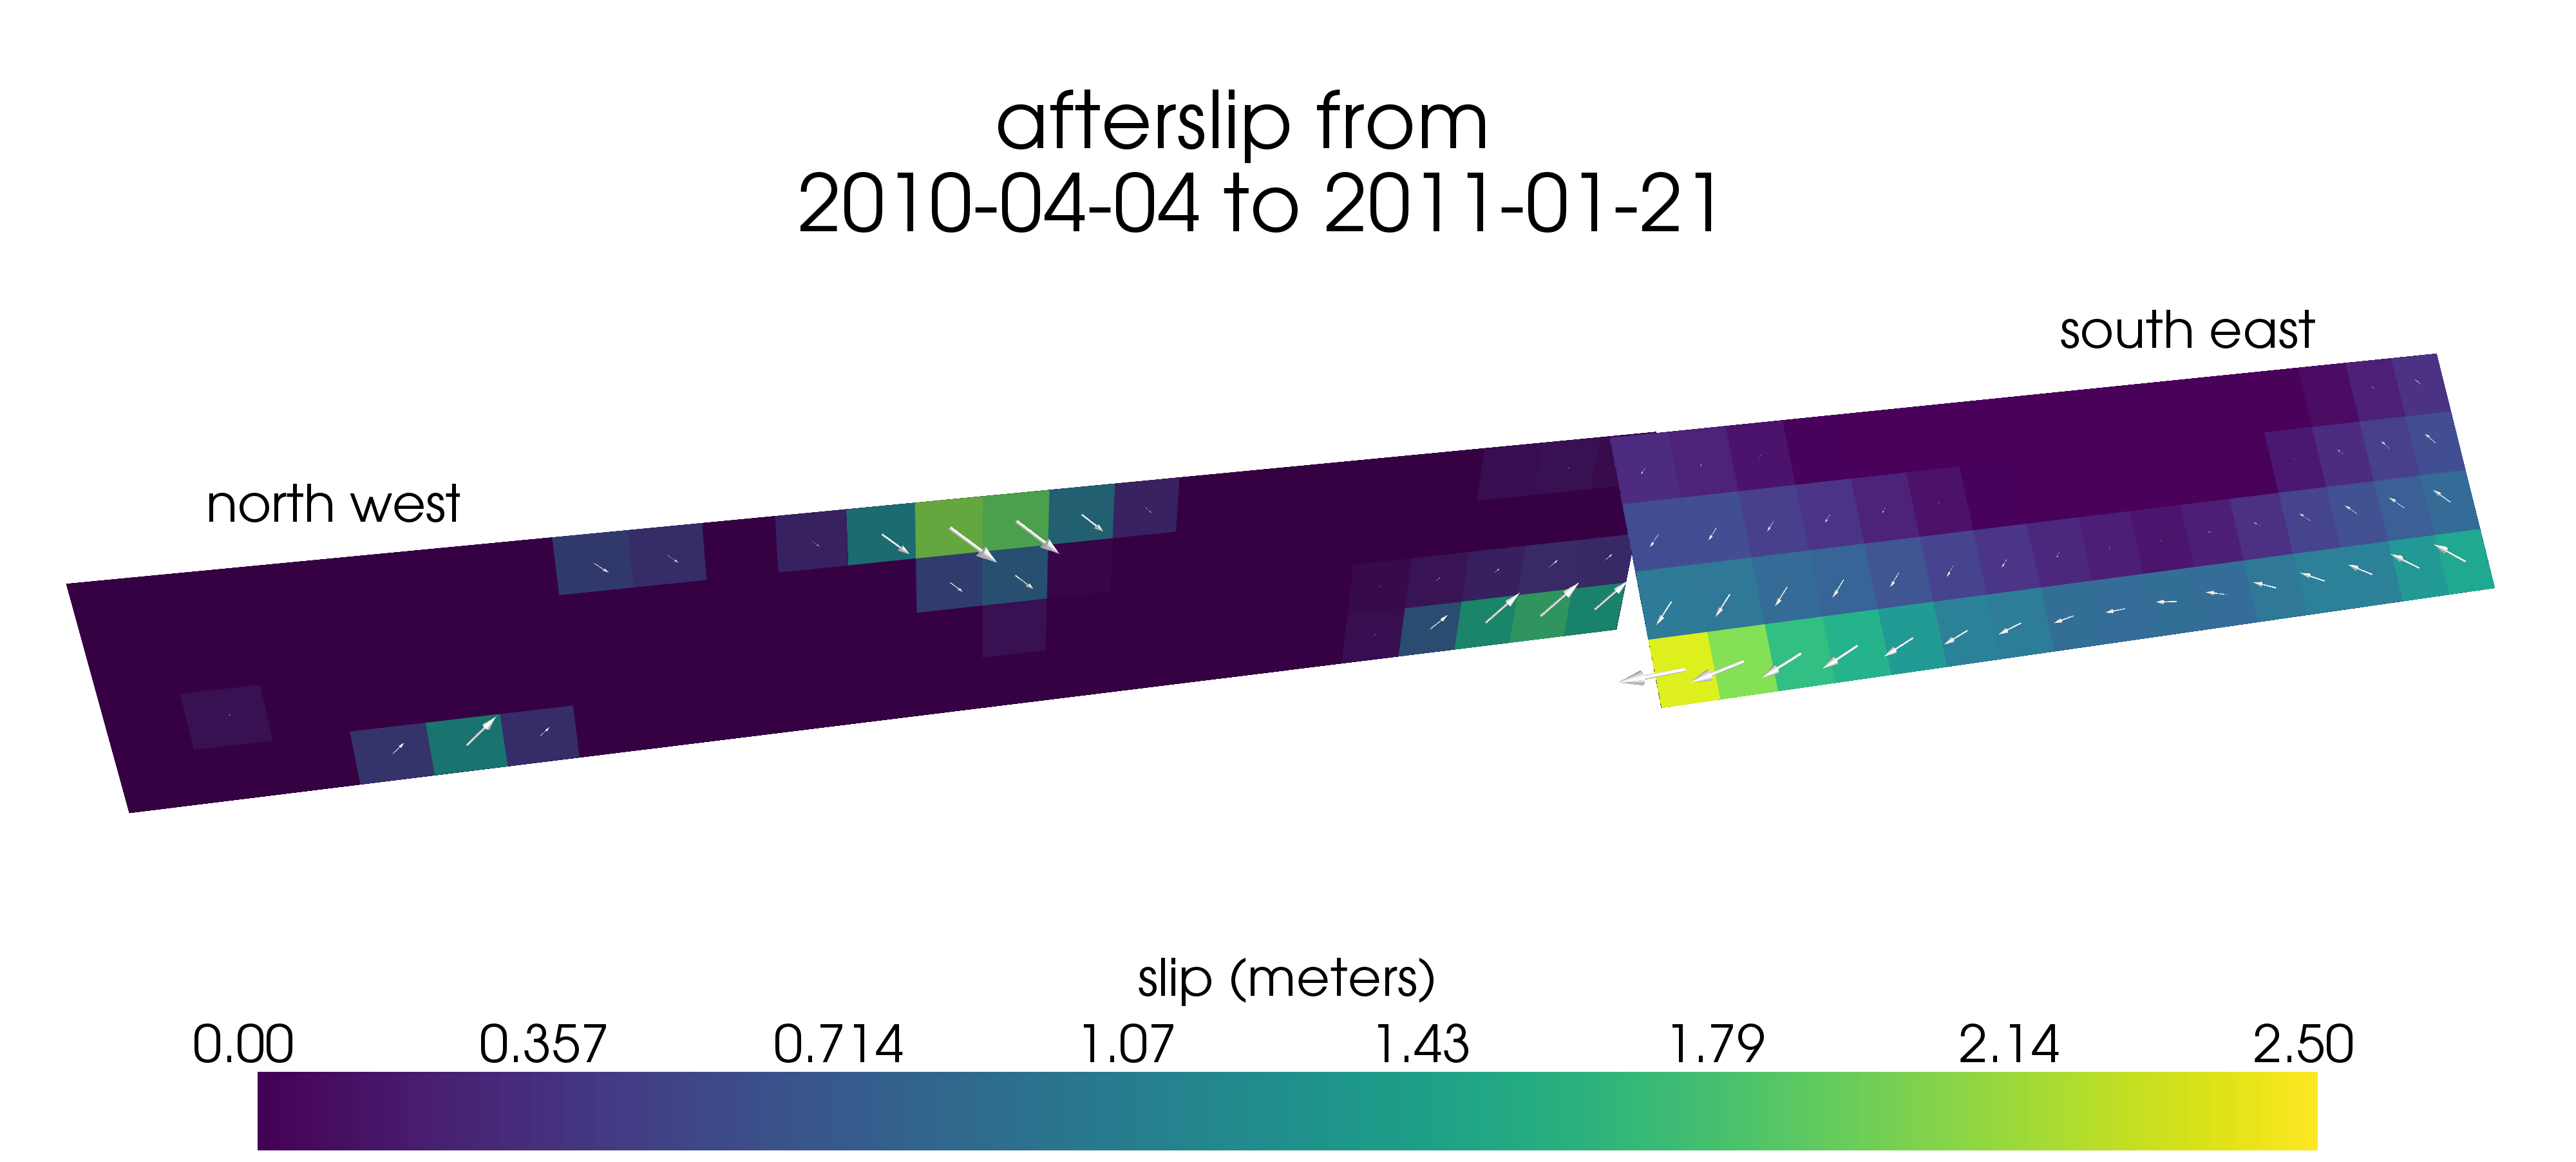 afterslip from
2010-04-04 to 2011-01-21
south east
north west
slip (meters)
0.00 0.357 0.714 1.07 1.43 1.79 2.14 2.50